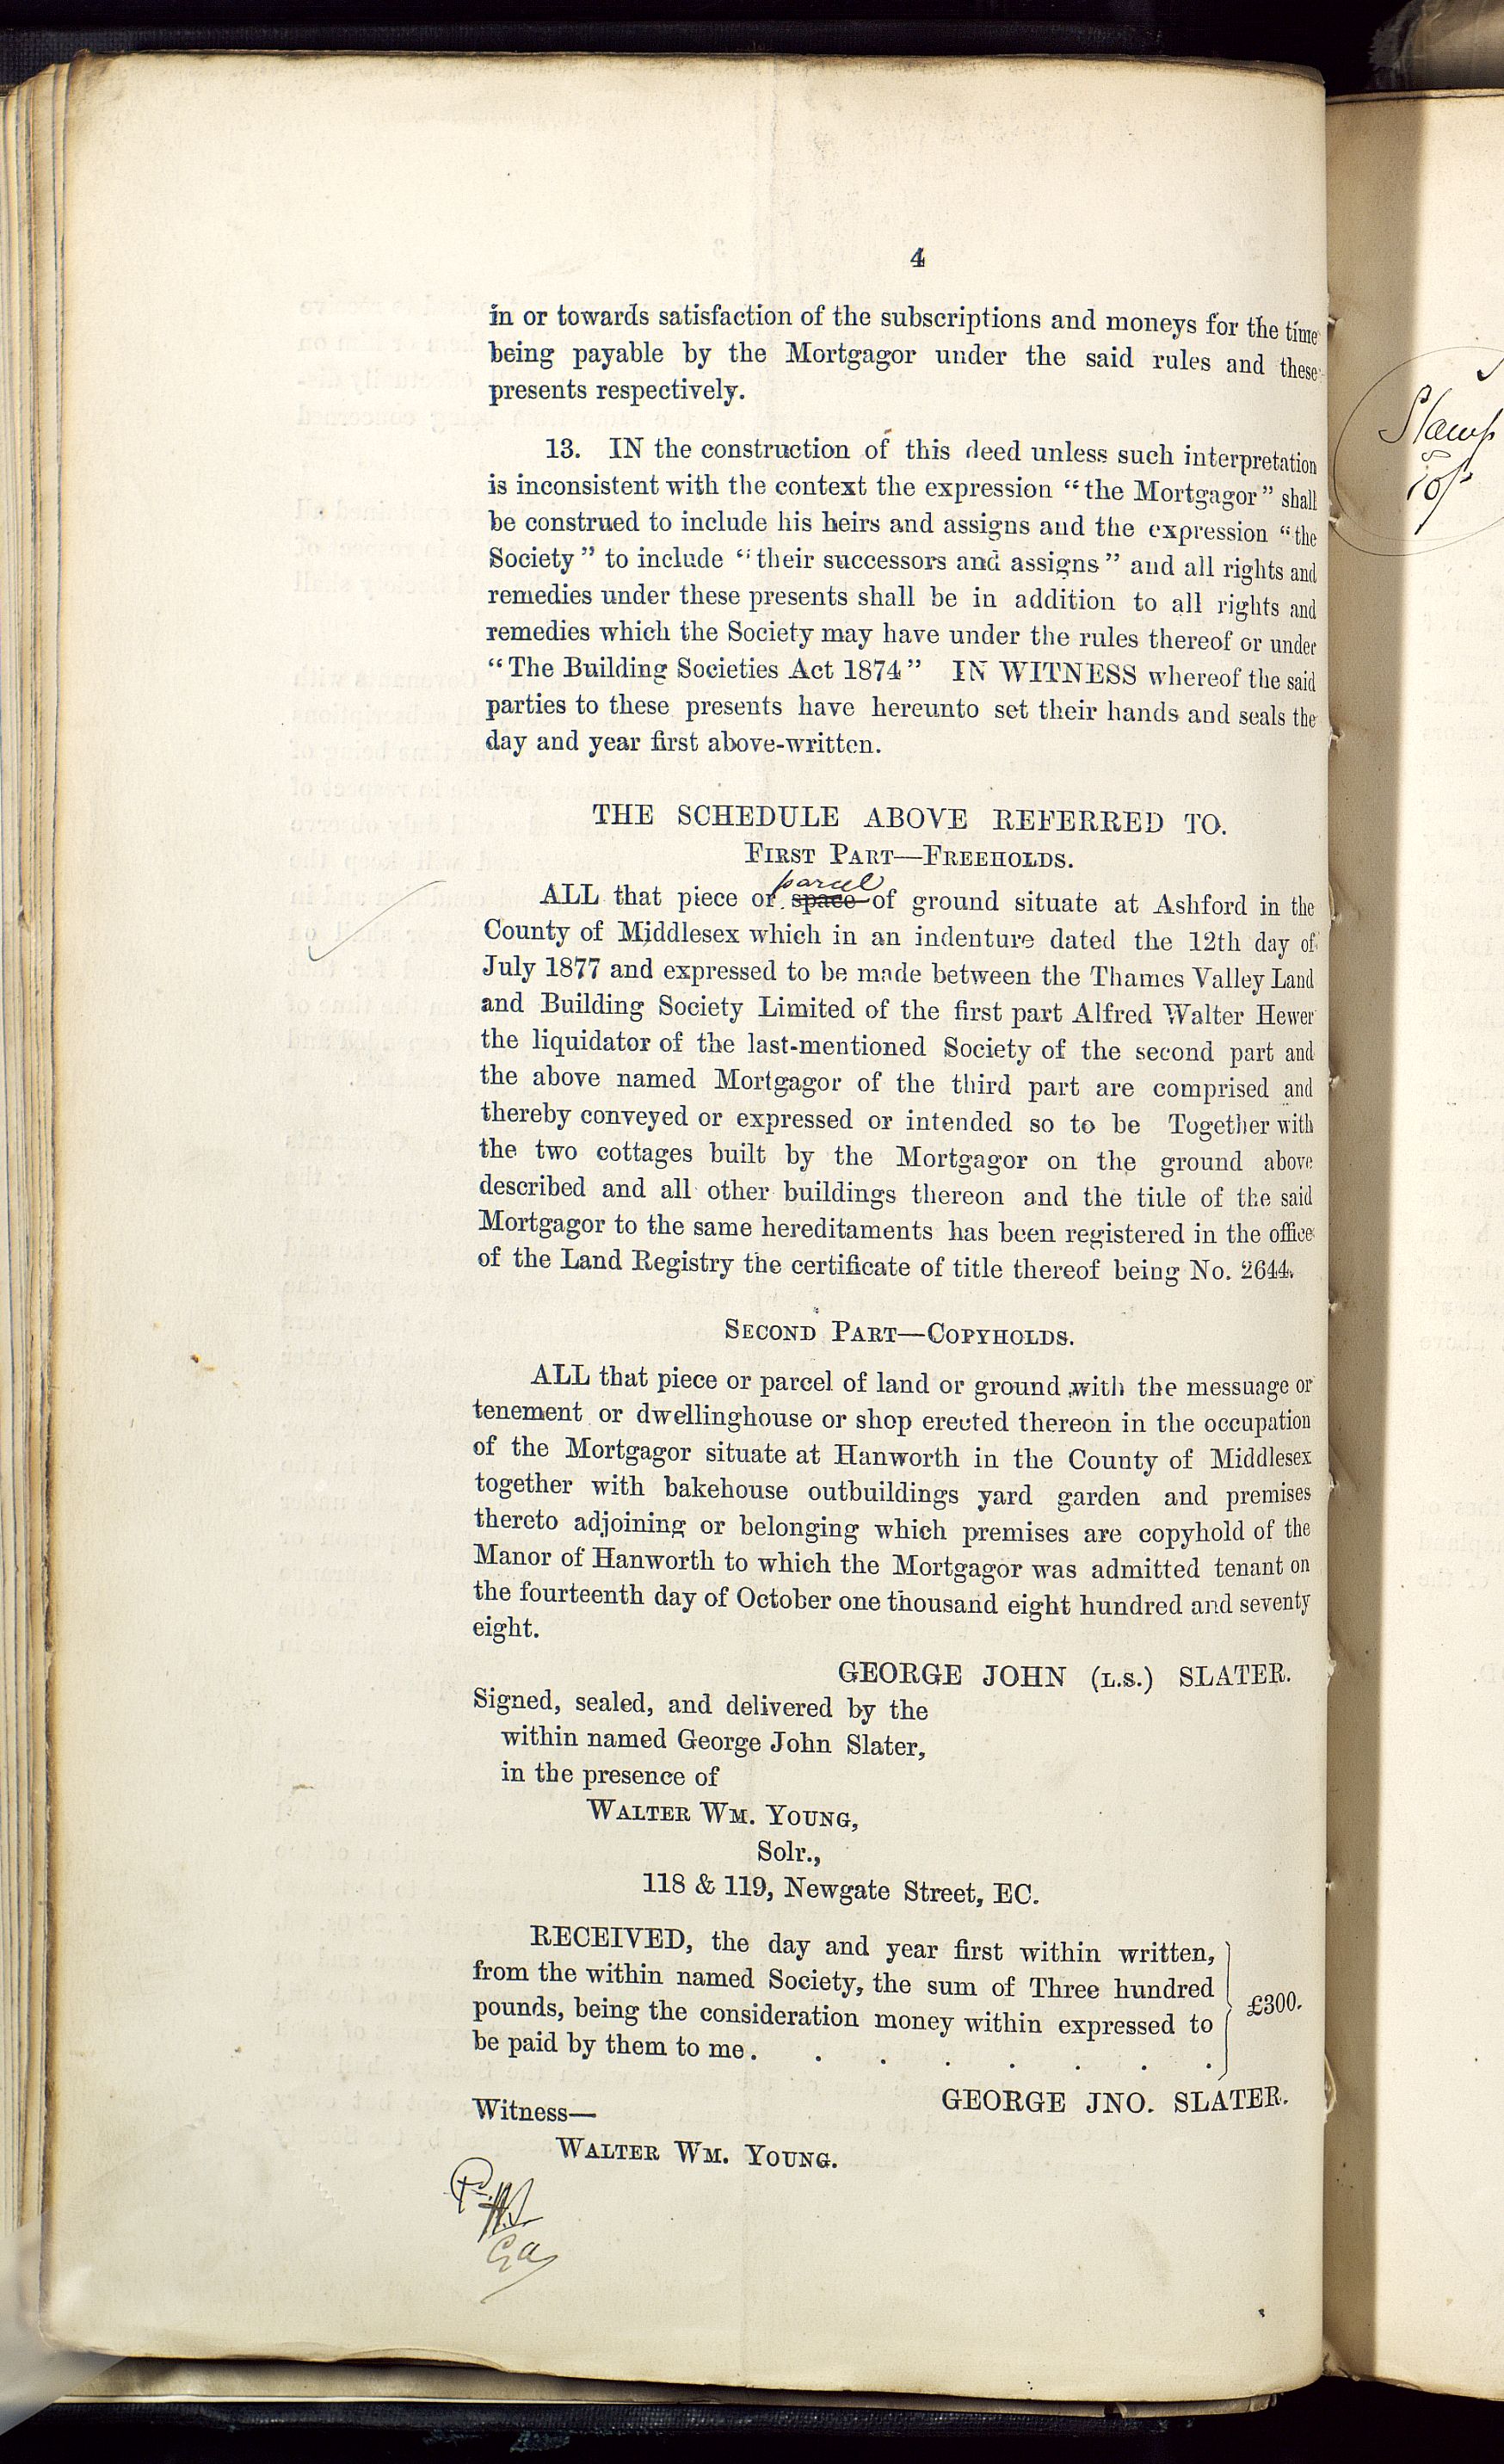 4
in or towards satisfaction of the subscriptions and moneys for the time
being payable by the Mortgagor under the said rules and these
presents respectively.
13. IN the construction of this deed unless such interpretation
is inconsistent with the context the expression “the Mortgagor” shall
be construed to include his heirs and assigns and the expression “the
Society” to include “their successors and assigns” and all rights and
remedies under these presents shall be in addition to all rights and
remedies which the Society may have under the rules thereof or under
“The Building Societies Act 1874” IN WITNESS whereof the said
parties to these presents have hereunto set their hands and seals the
day and year first above-written.
THE SCHEDULE ABOVE REFERRED TO.
FIRST PART—FREEHOLDS.
parcel
ALL that piece or space of ground situate at Ashford in the
County of Middlesex which in an indenture dated the 12th day of
July 1877 and expressed to be made between the Thames Valley Land
and Building Society Limited of the first part Alfred Walter Hewer
the liquidator of the last-mentioned Society of the second part and
the above named Mortgagor of the third part are comprised and
thereby conveyed or expressed or intended so to be Together with
the two cottages built by the Mortgagor on the ground above
described and all other buildings thereon and the title of the said
Mortgagor to the same hereditaments has been registered in the office
of the Land Registry the certificate of title thereof being No. 2644.
SECOND PART—COPYHOLDS.
ALL that piece or parcel of land or ground with the messuage or
tenement or dwellinghouse or shop erected thereon in the occupation
of the Mortgagor situate at Hanworth in the County of Middlesex
together with bakehouse outbuildings yard garden and premises
thereto adjoining or belonging which premises are copyhold of the
Manor of Hanworth to which the Mortgagor was admitted tenant on
the fourteenth day of October one thousand eight hundred and seventy
eight.
GEORGE JOHN (L.S.) SLATER.
Signed, sealed, and delivered by the
within named George John Slater,
in the presence of
WALTER WM. YOUNG,
Solr.,
118 & 119, Newgate Street, EC.
RECEIVED, the day and year first within written,
from the within named Society, the sum of Three hundred
pounds, being the consideration money within expressed to
be paid by them to me. . . . . . . .
£300.
GEORGE JNO. SLATER.
Witness—
WALTER WM. YOUNG.
Stamp